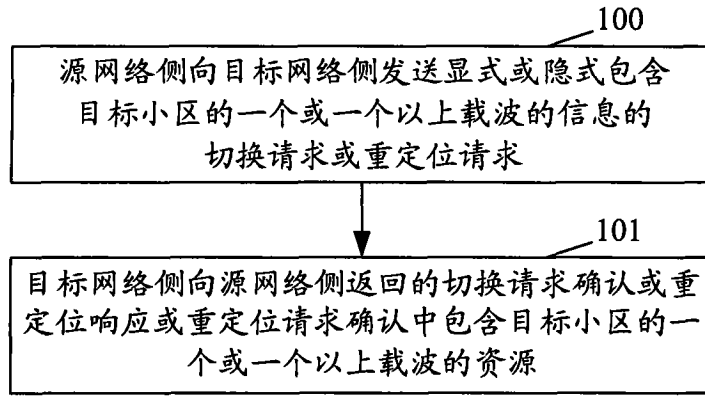 100
源网络侧向目标网络侧发送显式或隐式包含
目标小区的一个或一个以上载波的信息的
切换请求或重定位请求
101
目标网络侧向源网络侧返回的切换请求确认或重
定位响应或重定位请求确认中包含目标小区的一
个或一个以上载波的资源